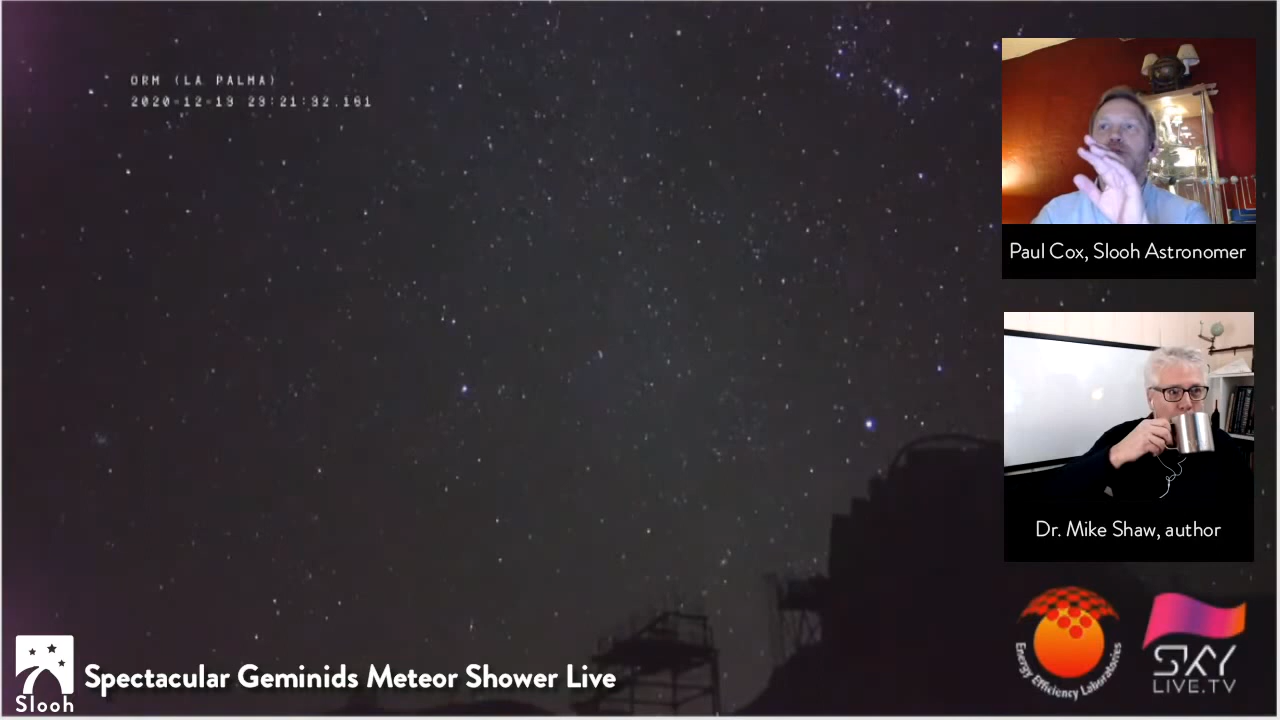 ORM (LA PALMA)
2020-12-13 23:21:32.161
Paul Cox, Slooh Astronomer
Dr. Mike Shaw, author
Energy Efficiency Laboratories
SKY
LIVE.TV
Spectacular Geminids Meteor Shower Live
Slooh